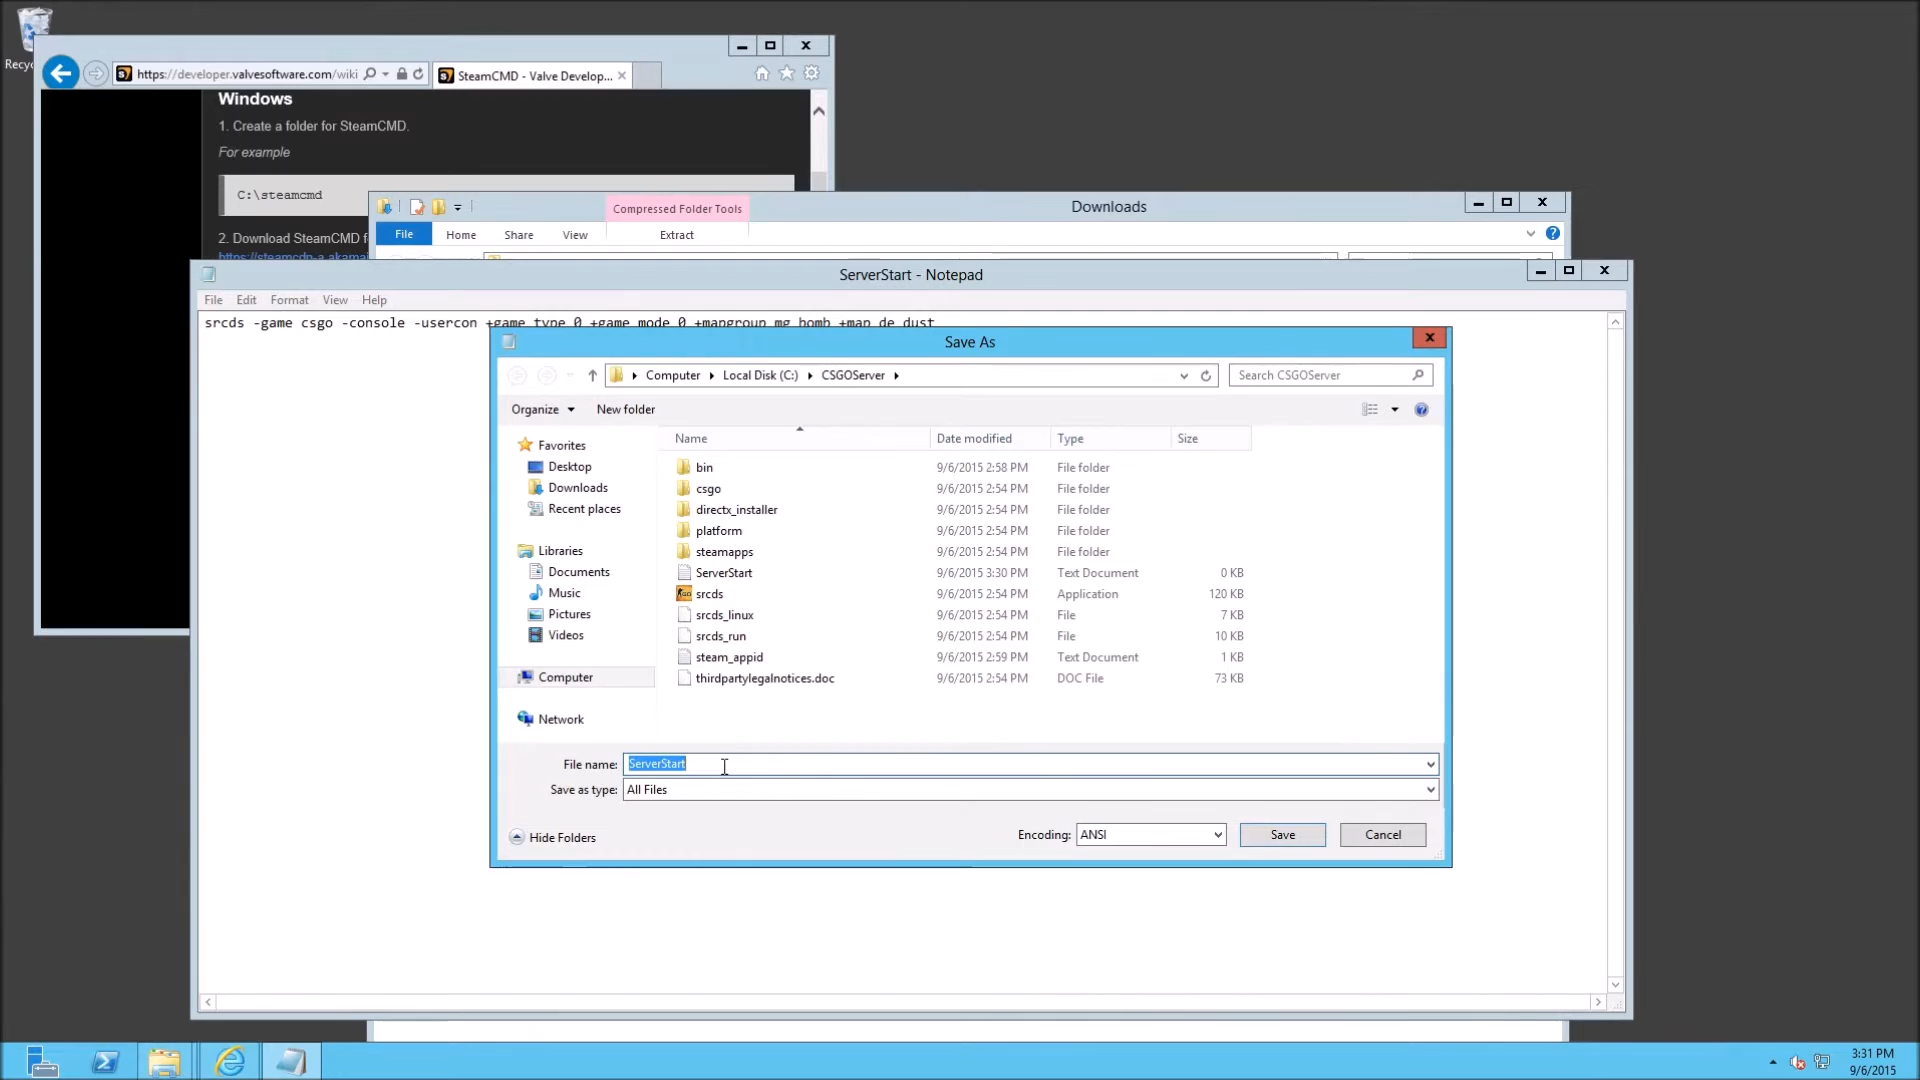 Recyc
https://developer.valvesoftware.com/wiki
SteamCMD - Valve Develop...
Windows
1. Create a folder for SteamCMD.
For example
C:\steamcmd
2. Download SteamCMD f
https://steamcdn-a.akamai
Compressed Folder Tools
Downloads
File
Home
Share
View
Extract
ServerStart - Notepad
File Edit Format View Help
srcds -game csgo -console -usercon +game_type 0 +game_mode 0 +mapgroup mg_bomb +map de_dust
Save As
Computer
Local Disk (C:)
CSGOServer
Search CSGOServer
Organize
New folder
Name Date modified Type Size
Favorites
Desktop
Downloads
Recent places
Libraries
Documents
Music
Pictures
Videos
Computer
Network
bin 9/6/2015 2:58 PM File folder
csgo 9/6/2015 2:54 PM File folder
directx_installer 9/6/2015 2:54 PM File folder
platform 9/6/2015 2:54 PM File folder
steamapps 9/6/2015 2:54 PM File folder
ServerStart 9/6/2015 3:30 PM Text Document 0 KB
srcds 9/6/2015 2:54 PM Application 120 KB
srcds_linux 9/6/2015 2:54 PM File 7 KB
srcds_run 9/6/2015 2:54 PM File 10 KB
steam_appid 9/6/2015 2:59 PM Text Document 1 KB
thirdpartylegalnotices.doc 9/6/2015 2:54 PM DOC File 73 KB
File name: ServerStart
Save as type: All Files
Hide Folders
Encoding: ANSI
Save
Cancel
3:31 PM
9/6/2015